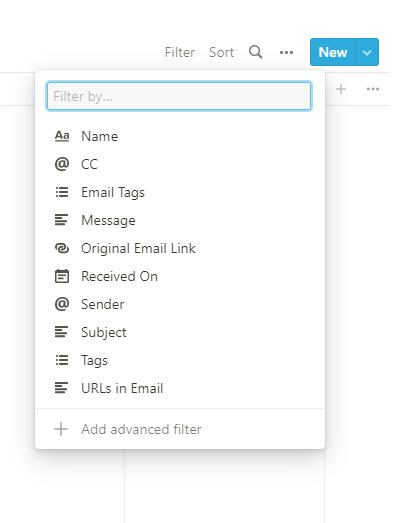 Filter Sort New
Filter by...
Aa Name
@ CC
Email Tags
Message
Original Email Link
Received On
@ Sender
Subject
Tags
URLs in Email
Add advanced filter